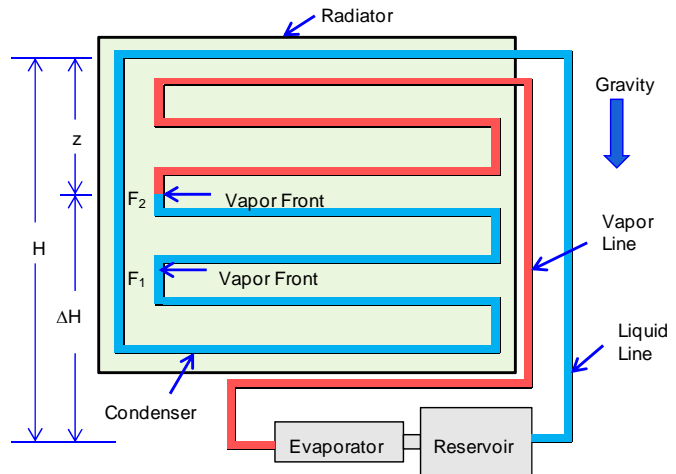 Radiator
Gravity
z
F2
Vapor Front
Vapor
Line
H
F1
Vapor Front
ΔH
Liquid
Line
Condenser
Evaporator
Reservoir